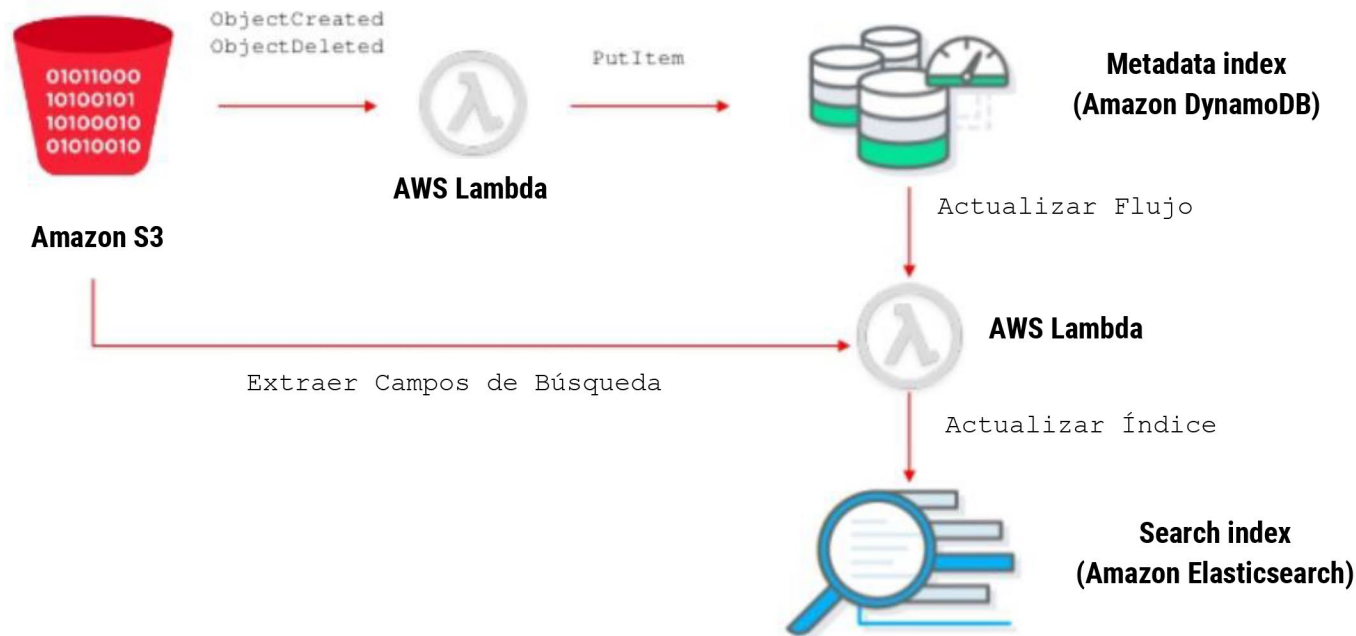 ObjectCreated
ObjectDeleted
01011000
10100101
10100010
01010010
PutItem
Metadata index
(Amazon DynamoDB)
AWS Lambda
Amazon S3
Actualizar Flujo
AWS Lambda
Extraer Campos de Búsqueda
Actualizar Índice
Search index
(Amazon Elasticsearch)